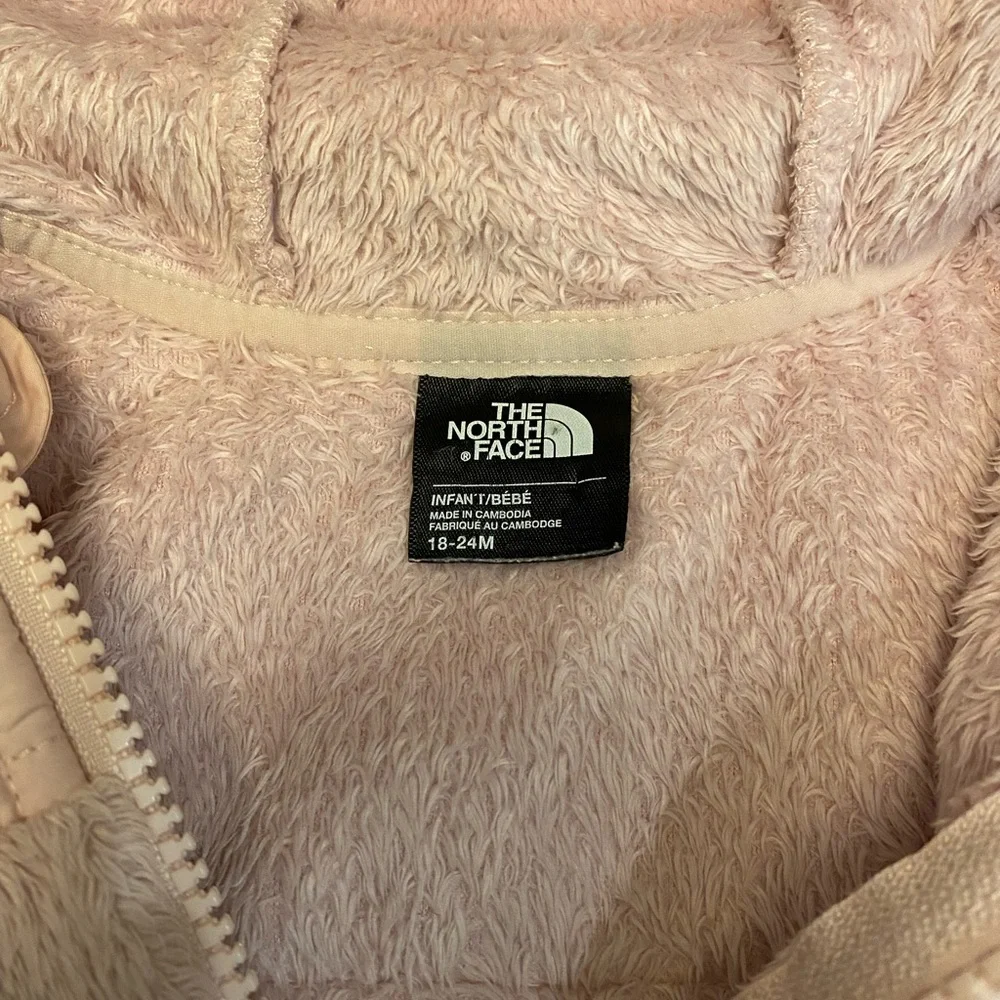 THE
NORTH
® FACE
INFANT/BÉBÉ
MADE IN CAMBODIA
FABRIQUÉ AU CAMBODGE
18-24M